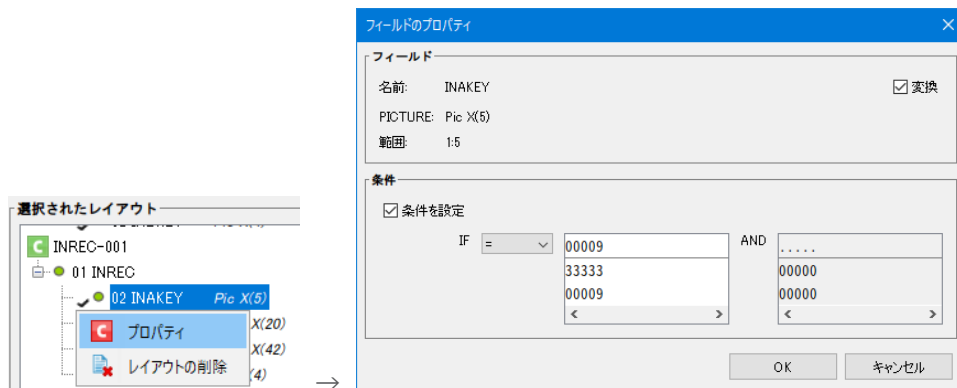 選択されたレイアウト
INREC-001
01 INREC
02 INAKEY Pic X(5)
プロパティ
X(20)
X(42)
レイアウトの削除
(4)
→
フィールドのプロパティ
フィールド
名前: INAKEY
変換
PICTURE: Pic X(5)
範囲: 1:5
条件
条件を設定
IF = 00009 AND .....
33333 00000
00009 00000
OK キャンセル